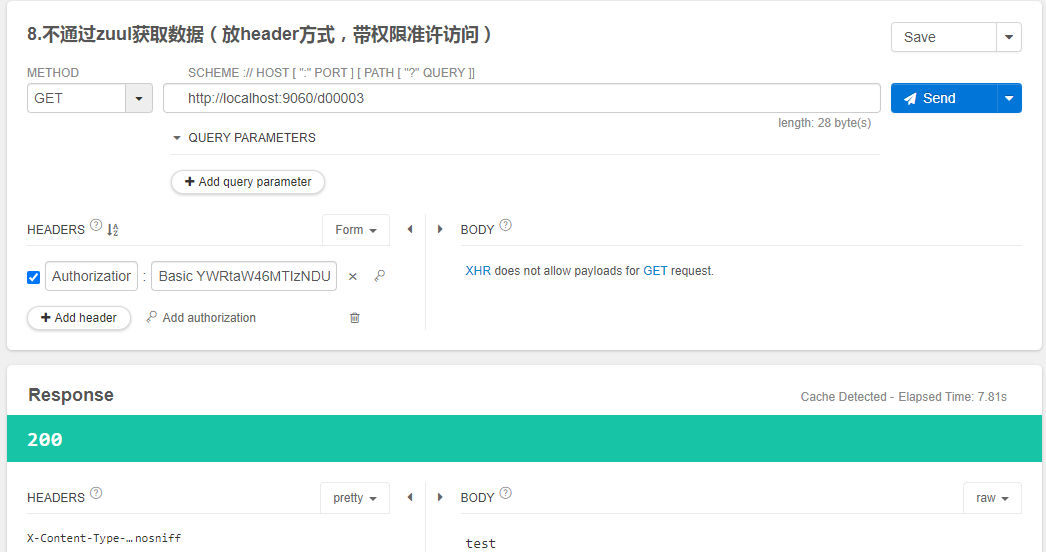 8.不通过zuul获取数据（放header方式，带权限准许访问）
Save
METHOD
SCHEME :// HOST [ ":" PORT ] [ PATH [ "?" QUERY ]]
GET
http://localhost:9060/d00003
Send
length: 28 byte(s)
QUERY PARAMETERS
+ Add query parameter
HEADERS ? Form
BODY ?
Authorization : Basic YWRtaW46MTIzNDU
XHR does not allow payloads for GET request.
+ Add header Add authorization
Response
Cache Detected - Elapsed Time: 7.81s
200
HEADERS ? pretty
BODY ? raw
X-Content-Type-…nosniff
test